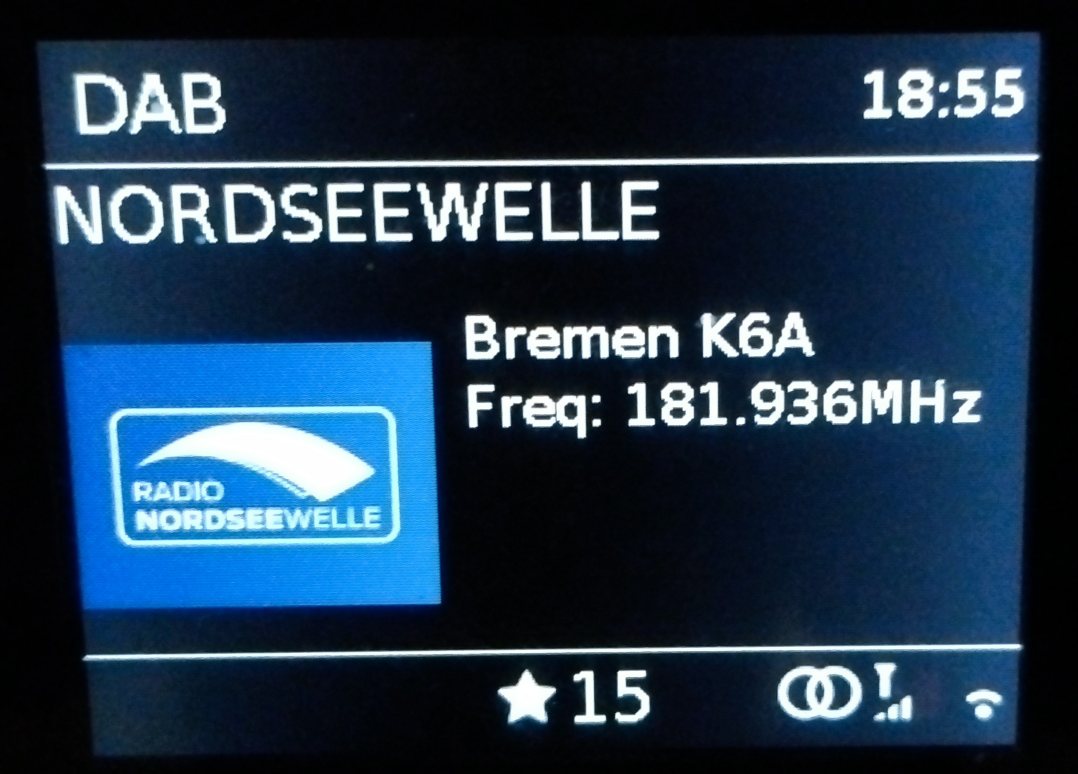 DAB
18:55
NORDSEEWELLE
Bremen K6A
Freq: 181.936MHz
RADIO
NORDSEEWELLE
15